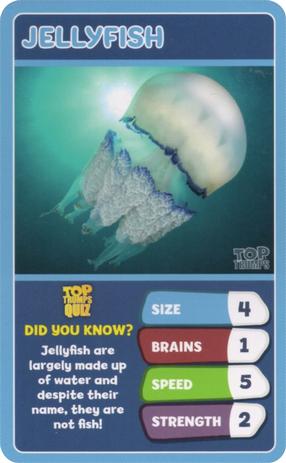 JELLYFISH
TOP
TRUMPS
TOP
TRUMPS
QUIZ
DID YOU KNOW?
Jellyfish are
largely made up
of water and
despite their
name, they are
not fish!
SIZE 4
BRAINS 1
SPEED 5
STRENGTH 2